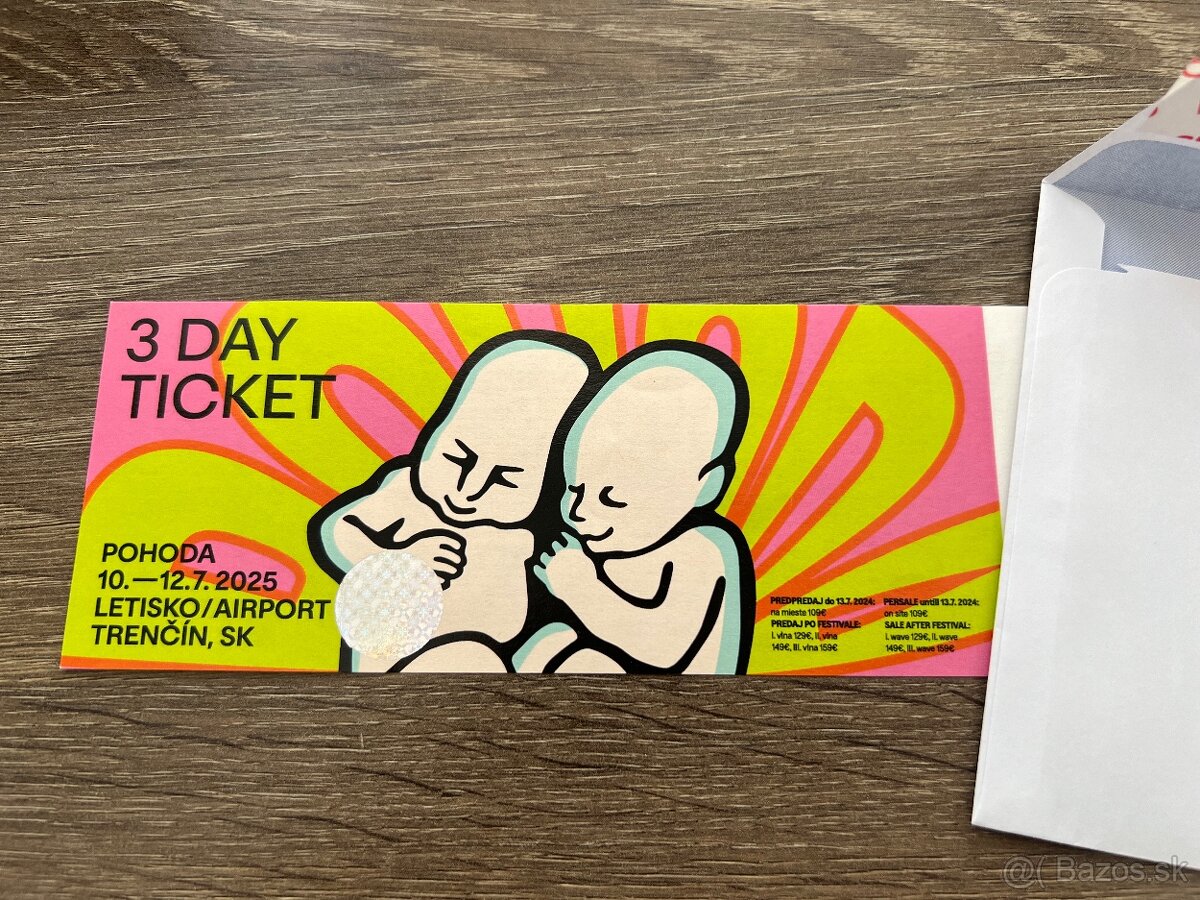 3 DAY
TICKET
POHODA
10.—12.7. 2025
LETISKO/AIRPORT
TRENČÍN, SK
PREDPREDAJ do 13.7. 2024:
na mieste 109€
PREDAJ PO FESTIVALE:
I. vlna 129€, II. vlna
149€, III. vlna 159€
PERSALE untill 13.7. 2024:
on site 109€
SALE AFTER FESTIVAL:
I. wave 129€, II. wave
149€, III. wave 159€
@( Bazos.sk